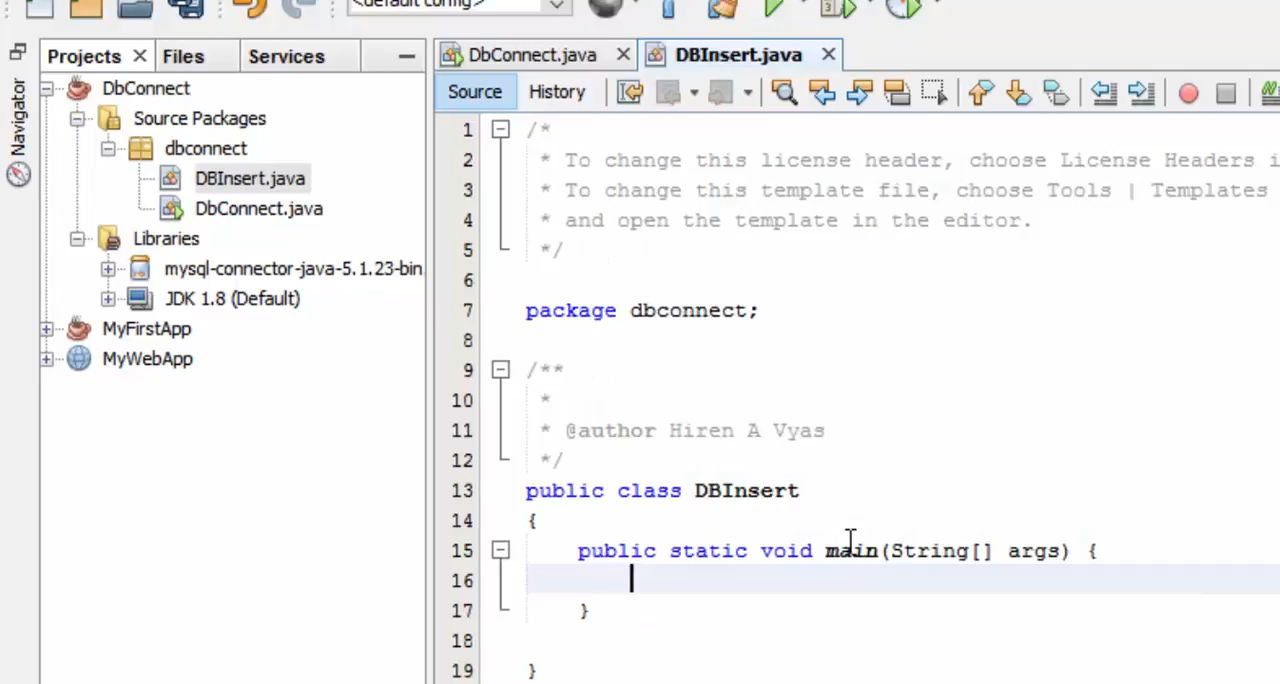 <default config>
Projects Files Services
DbConnect.java DBInsert.java
Navigator
Source History
DbConnect
Source Packages
dbconnect
DBInsert.java
DbConnect.java
Libraries
mysql-connector-java-5.1.23-bin
JDK 1.8 (Default)
MyFirstApp
MyWebApp
1 /*
2 * To change this license header, choose License Headers i
3 * To change this template file, choose Tools | Templates
4 * and open the template in the editor.
5 */
6
7 package dbconnect;
8
9 /**
10 *
11 * @author Hiren A Vyas
12 */
13 public class DBInsert
14 {
15 public static void main(String[] args) {
16
17 }
18
19 }